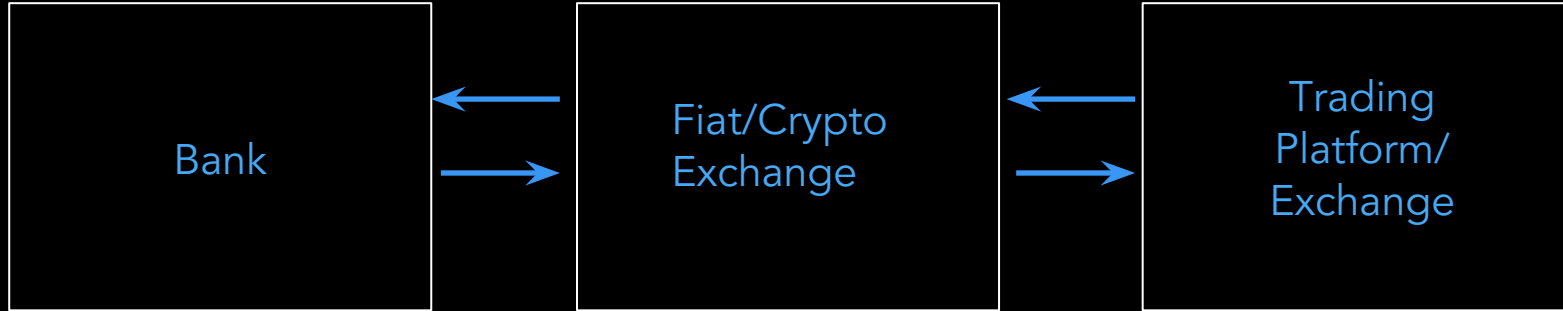 Bank
Fiat/Crypto
Exchange
Trading
Platform/
Exchange